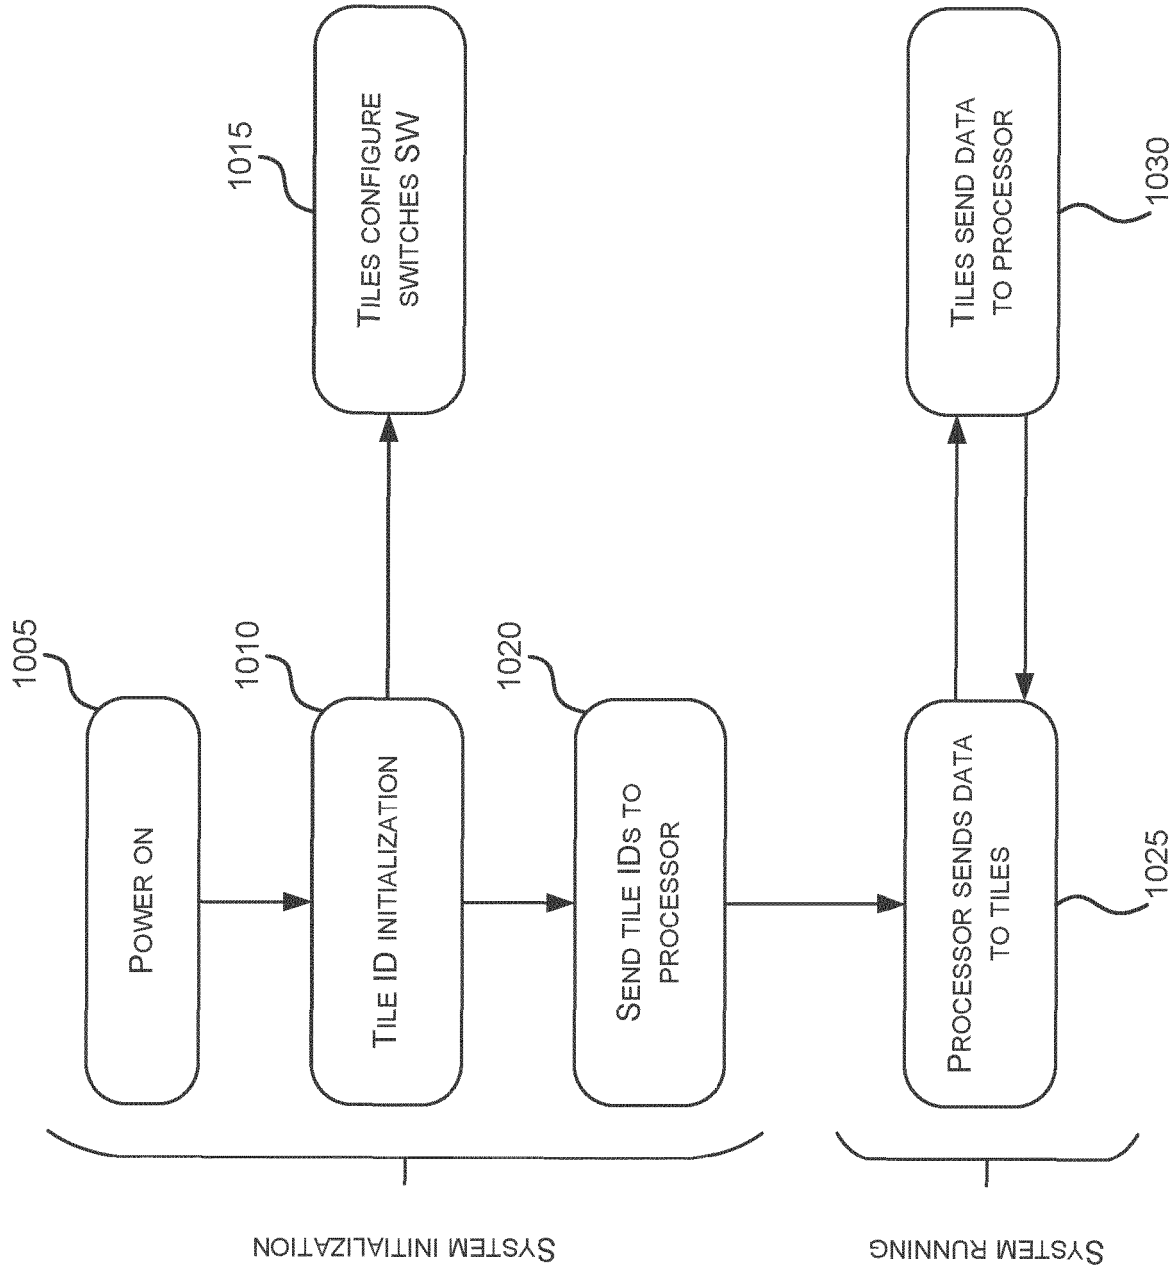 SYSTEM INITIALIZATION
1005
POWER ON
1010
TILE ID INITIALIZATION
1015
TILES CONFIGURE
SWITCHES SW
1020
SEND TILE IDS TO
PROCESSOR
SYSTEM RUNNING
PROCESSOR SENDS DATA
TO TILES
1025
TILES SEND DATA
TO PROCESSOR
1030